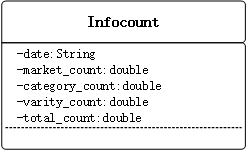 Infocount
-date:String
-market_count:double
-category_count:double
-varity_count:double
-total_count:double